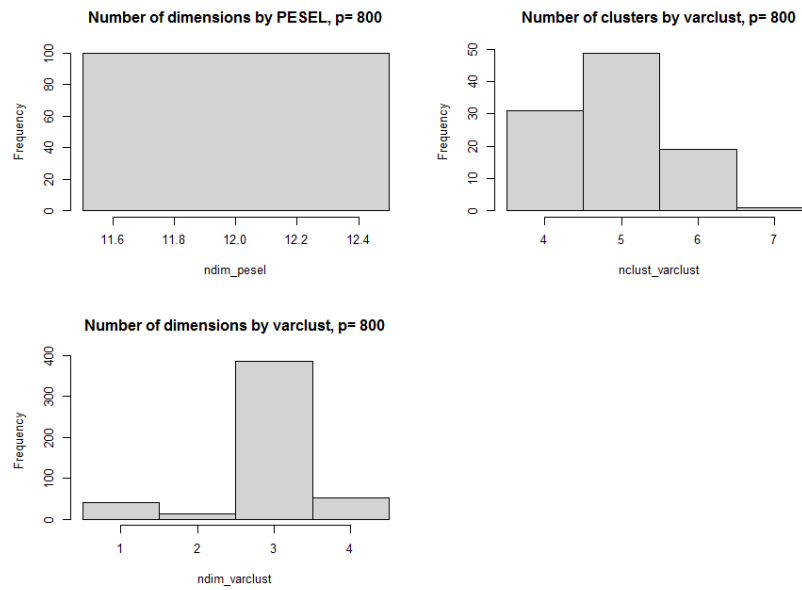 Number of dimensions by PESEL, p= 800
Frequency
100
80
60
40
20
0
11.6 11.8 12.0 12.2 12.4
ndim_pesel
Number of clusters by varclust, p= 800
Frequency
50
40
30
20
10
0
4 5 6 7
nclust_varclust
Number of dimensions by varclust, p= 800
Frequency
400
300
200
100
0
1 2 3 4
ndim_varclust